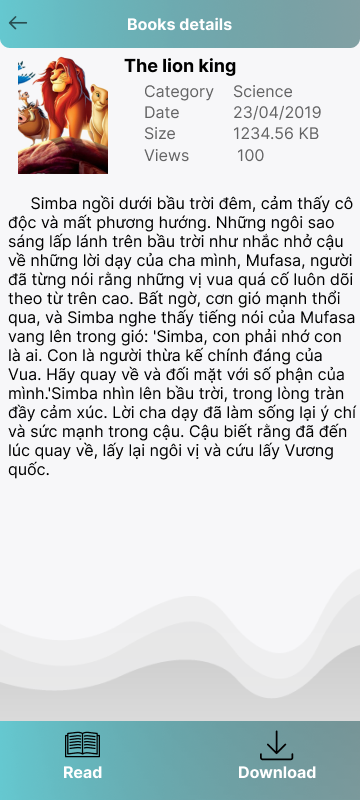 Books details
The lion king
Category Science
Date 23/04/2019
Size 1234.56 KB
Views 100
Simba ngồi dưới bầu trời đêm, cảm thấy cô
độc và mất phương hướng. Những ngôi sao
sáng lấp lánh trên bầu trời như nhắc nhở cậu
về những lời dạy của cha mình, Mufasa, người
đã từng nói rằng những vị vua quá cố luôn dõi
theo từ trên cao. Bất ngờ, cơn gió mạnh thổi
qua, và Simba nghe thấy tiếng nói của Mufasa
vang lên trong gió: 'Simba, con phải nhớ con
là ai. Con là người thừa kế chính đáng của
Vua. Hãy quay về và đối mặt với số phận của
mình.'Simba nhìn lên bầu trời, trong lòng tràn
đầy cảm xúc. Lời cha dạy đã làm sống lại ý chí
và sức mạnh trong cậu. Cậu biết rằng đã đến
lúc quay về, lấy lại ngôi vị và cứu lấy Vương
quốc.
Read
Download